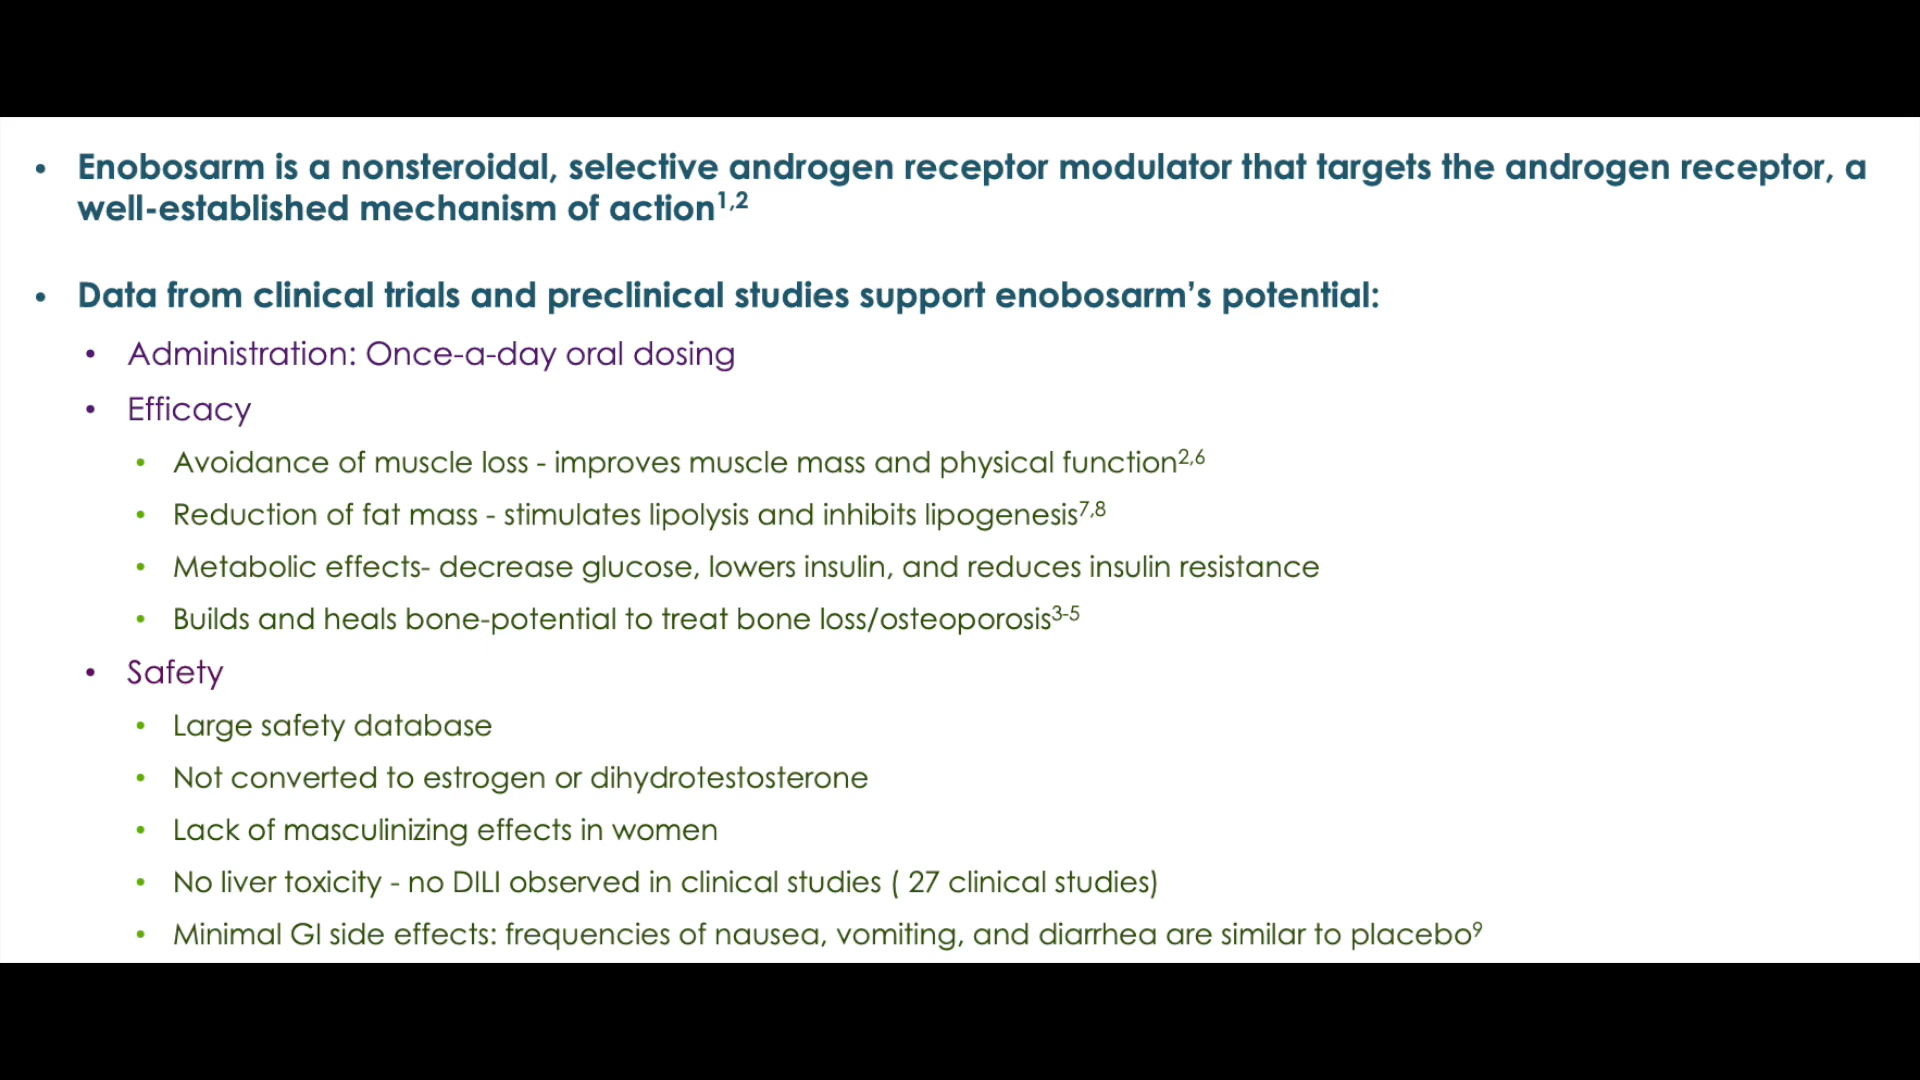 • Enobosarm is a nonsteroidal, selective androgen receptor modulator that targets the androgen receptor, a
well-established mechanism of action1,2
• Data from clinical trials and preclinical studies support enobosarm’s potential:
• Administration: Once-a-day oral dosing
• Efficacy
• Avoidance of muscle loss - improves muscle mass and physical function2,6
• Reduction of fat mass - stimulates lipolysis and inhibits lipogenesis7,8
• Metabolic effects- decrease glucose, lowers insulin, and reduces insulin resistance
• Builds and heals bone-potential to treat bone loss/osteoporosis3-5
• Safety
• Large safety database
• Not converted to estrogen or dihydrotestosterone
• Lack of masculinizing effects in women
• No liver toxicity - no DILI observed in clinical studies ( 27 clinical studies)
• Minimal GI side effects: frequencies of nausea, vomiting, and diarrhea are similar to placebo9